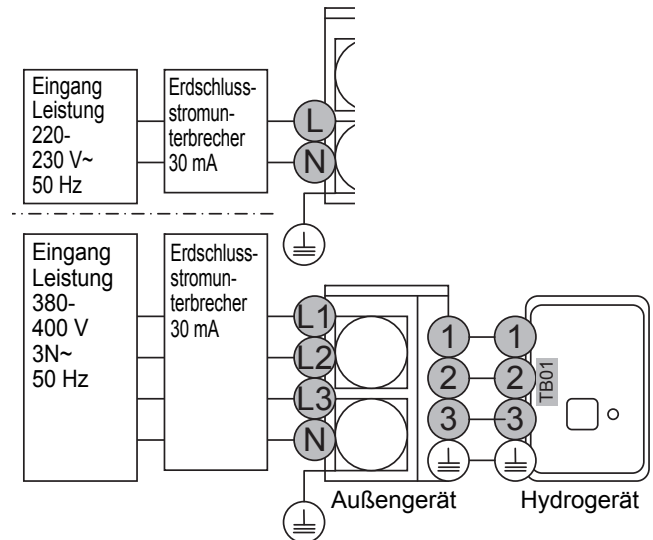 Eingang
Leistung
220-
230 V~
50 Hz
Erdschluss-
stromun-
terbrecher
30 mA
L
N
Eingang
Leistung
380-
400 V
3N~
50 Hz
Erdschluss-
stromun-
terbrecher
30 mA
L1
L2
L3
N
1
2
3
1
2
3
TB01
Außengerät
Hydrogerät